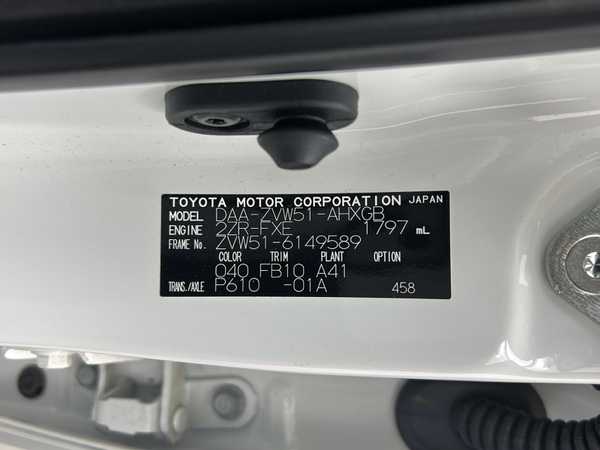 TOYOTA MOTOR CORPORATION JAPAN
MODEL DAA-ZVW51-AHXGB
ENGINE 2ZR-FXE 1797 mL
FRAME No. ZVW51-6149589
COLOR TRIM PLANT OPTION
040 FB10 A41
TRANS./AXLE P610 -01A 458